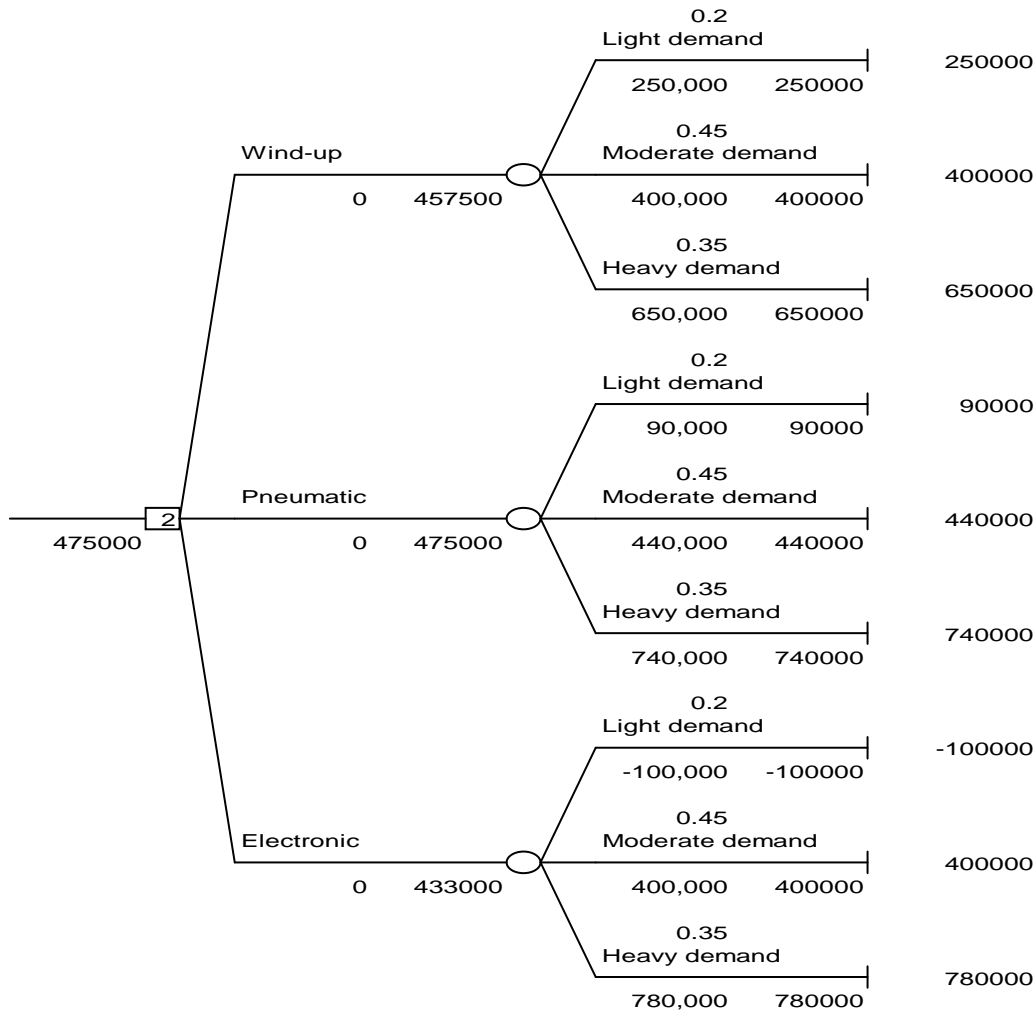 0.2
Light demand
250000
250,000 250000
0.45
Wind-up
Moderate demand
400000
0 457500
400,000 400000
0.35
Heavy demand
650000
650,000 650000
0.2
Light demand
90000
90,000 90000
0.45
Pneumatic
Moderate demand
2
440000
475000
0 475000
440,000 440000
0.35
Heavy demand
740000
740,000 740000
0.2
Light demand
-100000
-100,000 -100000
0.45
Electronic
Moderate demand
400000
0 433000
400,000 400000
0.35
Heavy demand
780000
780,000 780000